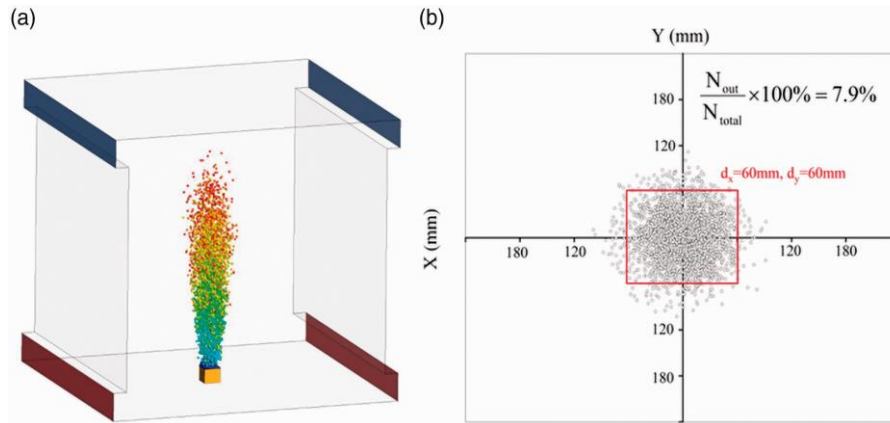 (a)
(b)
Y (mm)
N_out/N_total ×100% = 7.9%
180
120
d_x=60mm, d_y=60mm
X (mm)
180 120 120 180
120
180